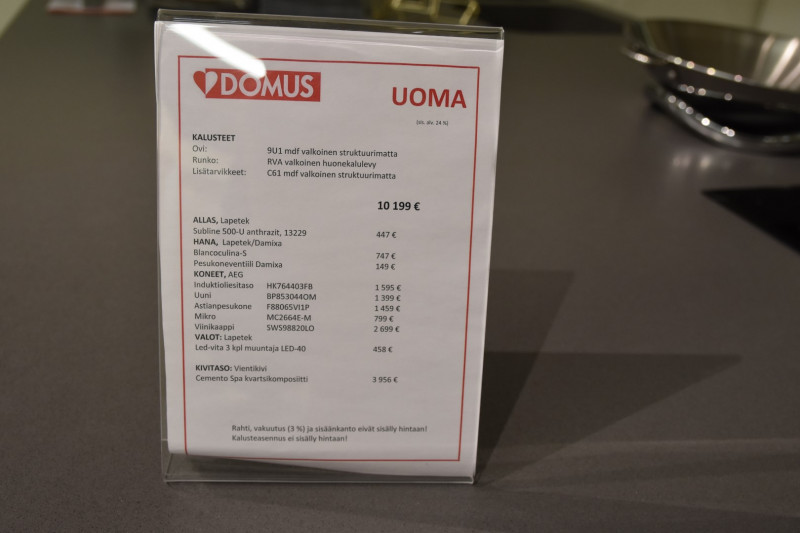 DOMUS
UOMA
(sis. alv. 24 %)
KALUSTEET
Ovi: 9U1 mdf valkoinen struktuurimatta
Runko: RVA valkoinen huonekalulevy
Lisätarvikkeet: C61 mdf valkoinen struktuurimatta
10 199 €
ALLAS, Lapetek
Subline 500-U anthrazit, 13229 447 €
HANA, Lapetek/Damixa
Blancoculina-S 747 €
Pesukoneventiili Damixa 149 €
KONEET, AEG
Induktioliesitaso HK764403FB 1 595 €
Uuni BP853044OM 1 399 €
Astianpesukone F88065VI1P 1 459 €
Mikro MC2664E-M 799 €
Viinikaappi SWS98820LO 2 699 €
VALOT: Lapetek
Led-vita 3 kpl muuntaja LED-40 458 €
KIVITASO: Vientikivi
Cemento Spa kvartsikomposiitti 3 956 €
Rahti, vakuutus (3 %) ja sisäänkanto eivät sisälly hintaan!
Kalusteasennus ei sisälly hintaan!